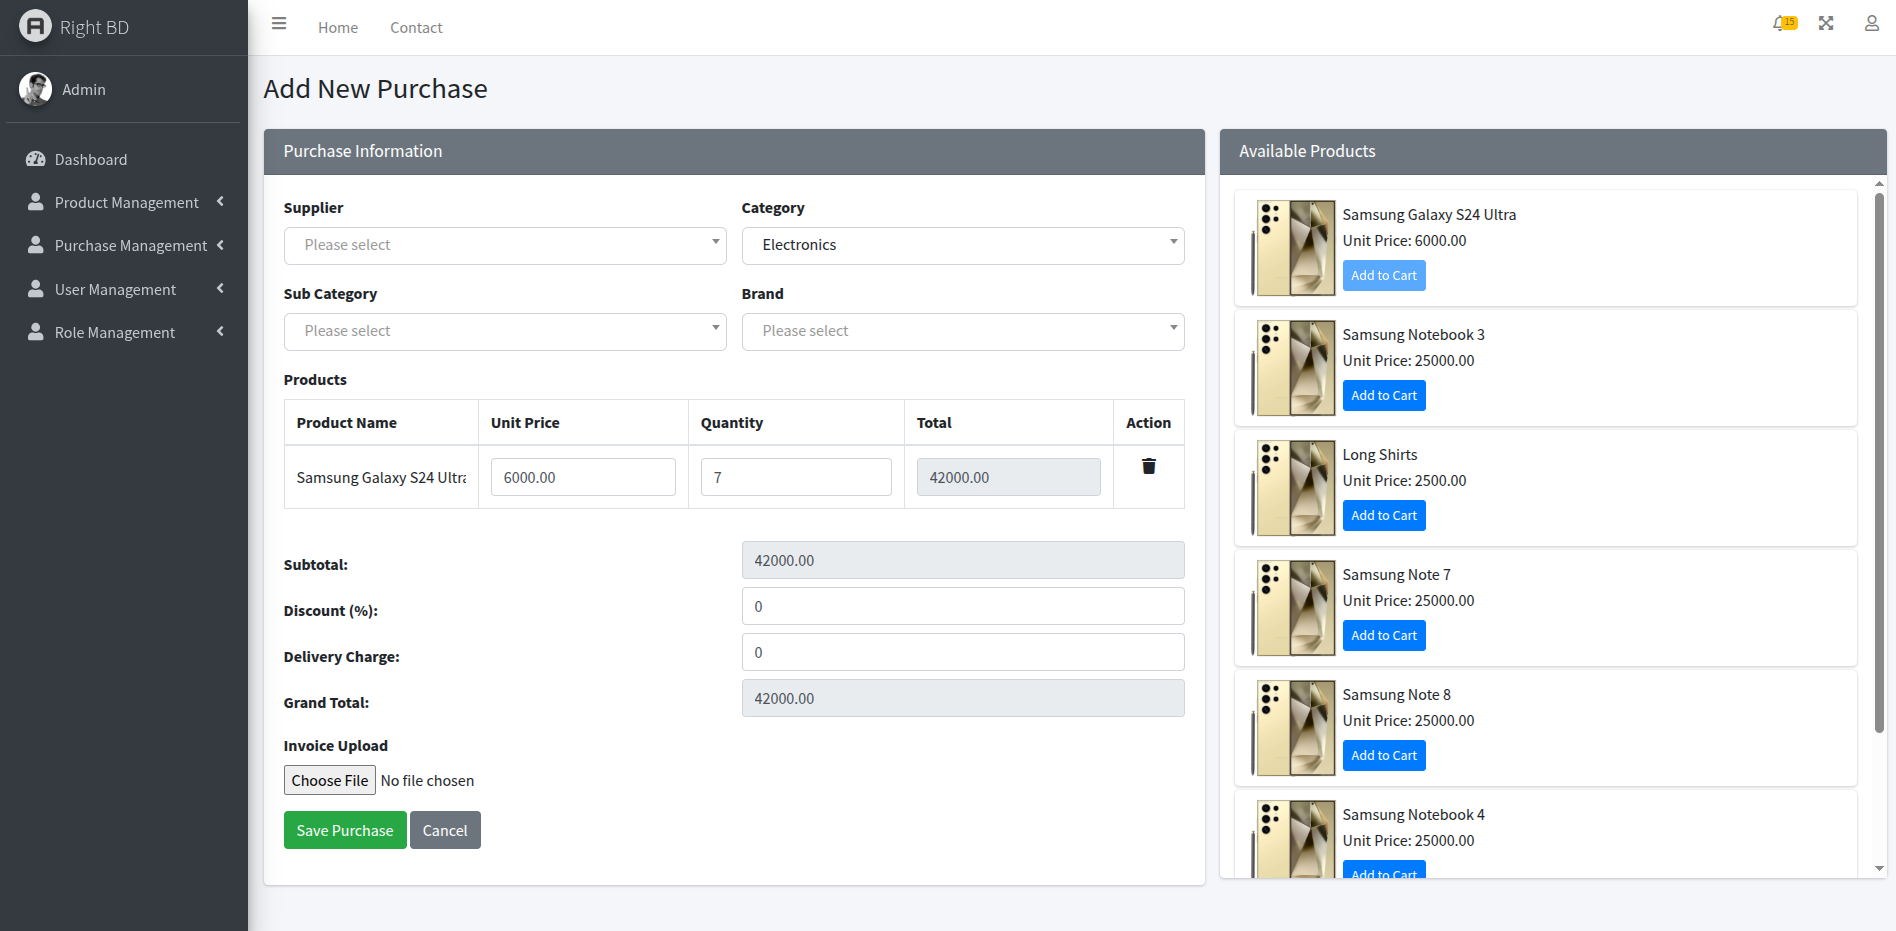 Right BD
Admin
Dashboard
Product Management
Purchase Management
User Management
Role Management
Home Contact
15
Add New Purchase
Purchase Information
Supplier Category
Please select Electronics
Sub Category Brand
Please select Please select
Products
Product Name Unit Price Quantity Total Action
Samsung Galaxy S24 Ultra 6000.00 7 42000.00
Subtotal: 42000.00
Discount (%): 0
Delivery Charge: 0
Grand Total: 42000.00
Invoice Upload
Choose File No file chosen
Save Purchase Cancel
Available Products
Samsung Galaxy S24 Ultra
Unit Price: 6000.00
Add to Cart
Samsung Notebook 3
Unit Price: 25000.00
Add to Cart
Long Shirts
Unit Price: 2500.00
Add to Cart
Samsung Note 7
Unit Price: 25000.00
Add to Cart
Samsung Note 8
Unit Price: 25000.00
Add to Cart
Samsung Notebook 4
Unit Price: 25000.00
Add to Cart